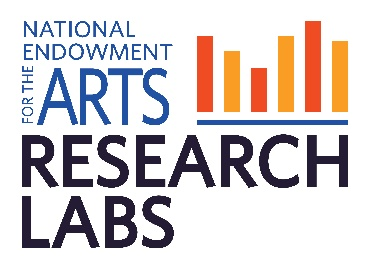 NATIONAL
ENDOWMENT
FOR THE
ARTS
RESEARCH
LABS